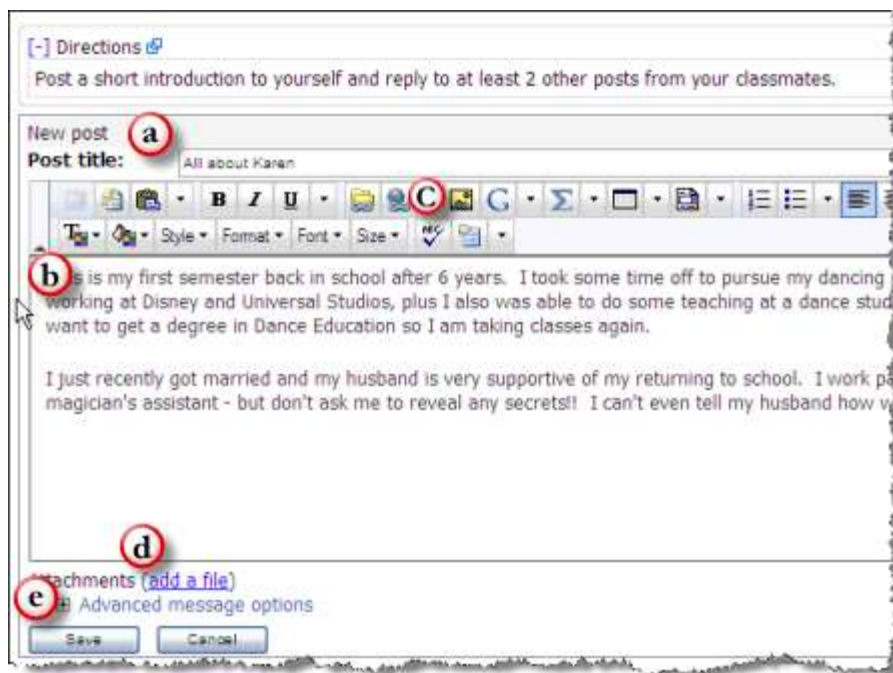 [-] Directions
Post a short introduction to yourself and reply to at least 2 other posts from your classmates.
New post a
Post title: All about Karen
B I U C G Σ
T Style Format Font Size ABC
b is my first semester back in school after 6 years. I took some time off to pursue my dancing
working at Disney and Universal Studios, plus I also was able to do some teaching at a dance
want to get a degree in Dance Education so I am taking classes again.
I just recently got married and my husband is very supportive of my returning to school. I work
magician's assistant - but don't ask me to reveal any secrets!! I can't even tell my husband how
d
Attachments (add a file)
e Advanced message options
Save Cancel